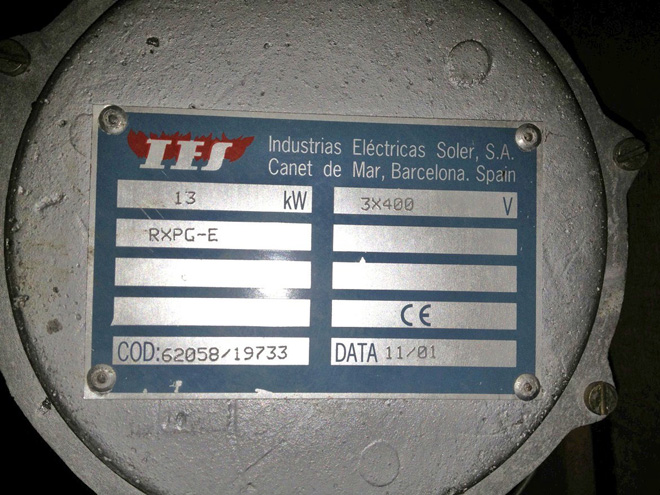 IES
Industrias Eléctricas Soler, S.A.
Canet de Mar, Barcelona. Spain
13 kW
3X400 V
RXPG-E
CE
COD:62058/19733
DATA 11/01